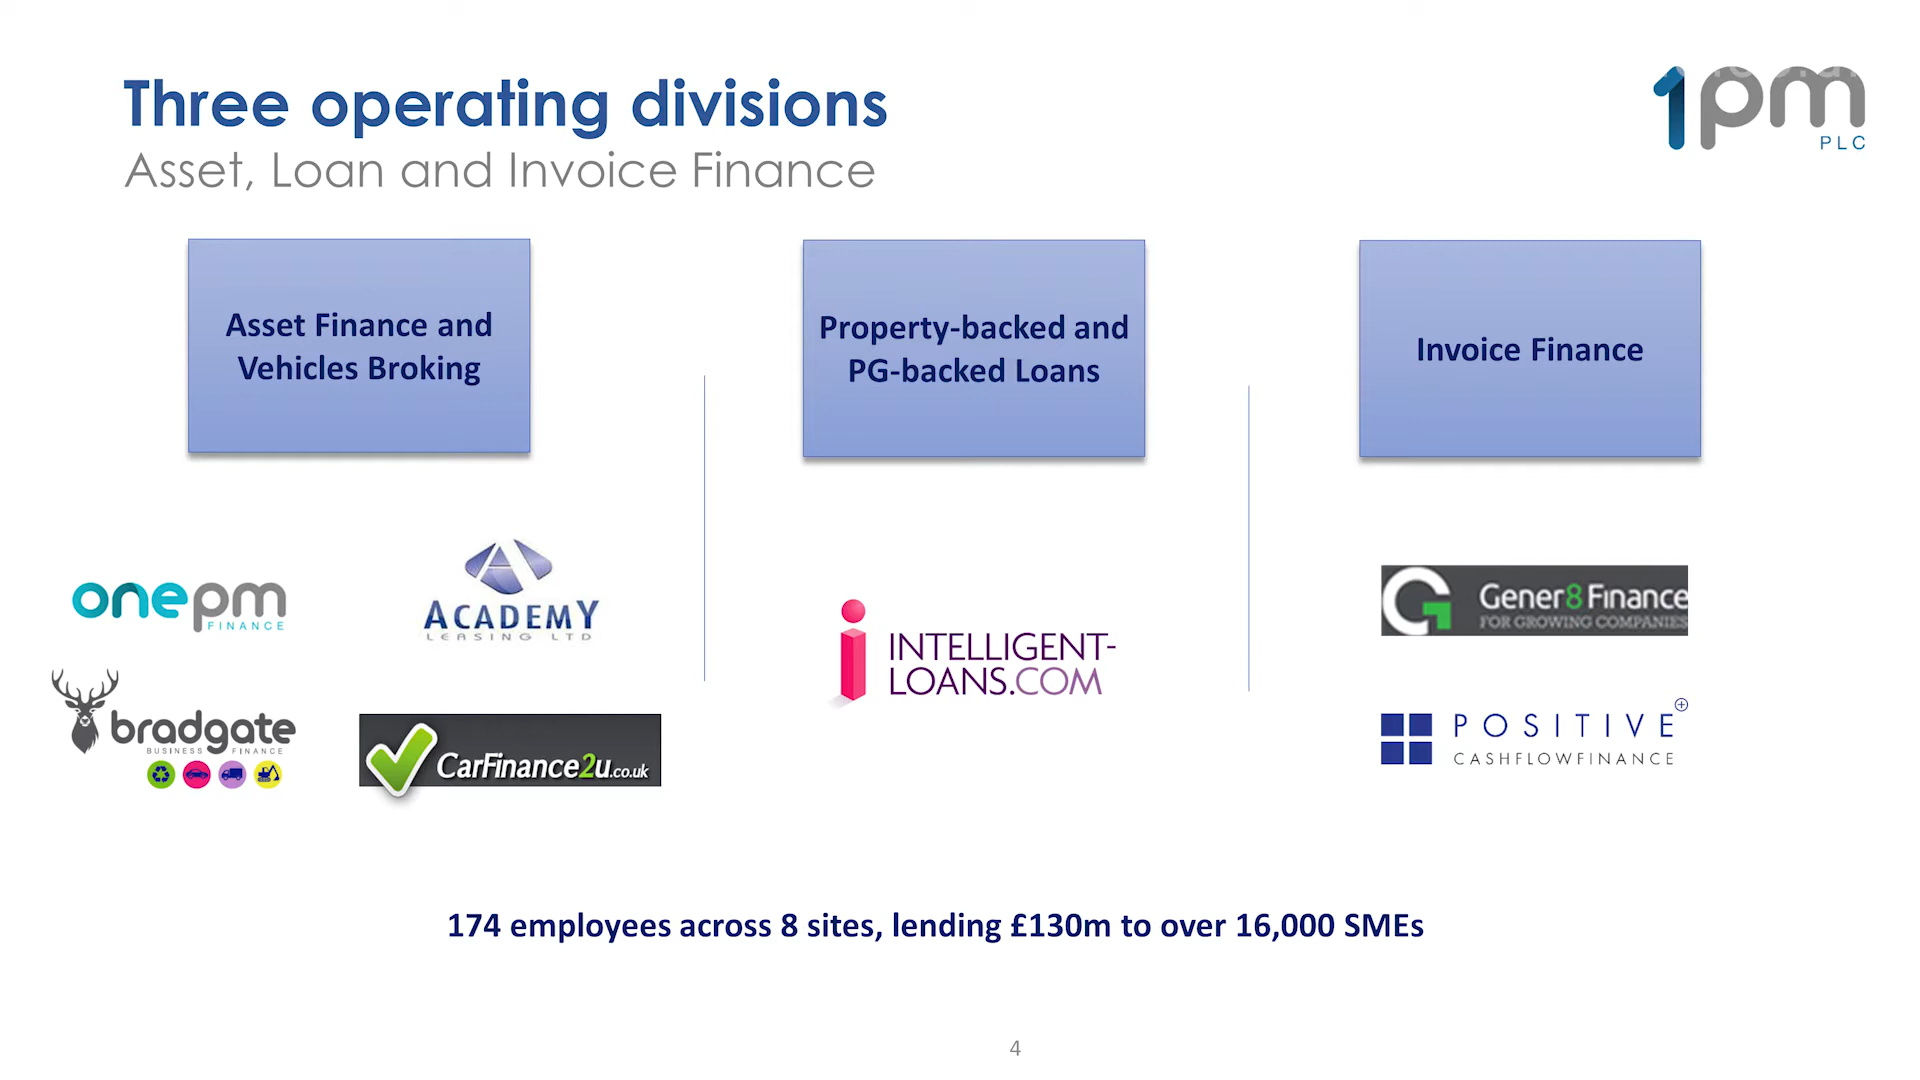 Three operating divisions
Asset, Loan and Invoice Finance
1pm
PLC
Asset Finance and
Vehicles Broking
Property-backed and
PG-backed Loans
Invoice Finance
onepm
FINANCE
ACADEMY
LEASING LTD
bradgate
BUSINESS FINANCE
CarFinance2u.co.uk
INTELLIGENT-
LOANS.COM
Gener8 Finance
FOR GROWING COMPANIES
POSITIVE
CASHFLOWFINANCE
174 employees across 8 sites, lending £130m to over 16,000 SMEs
4